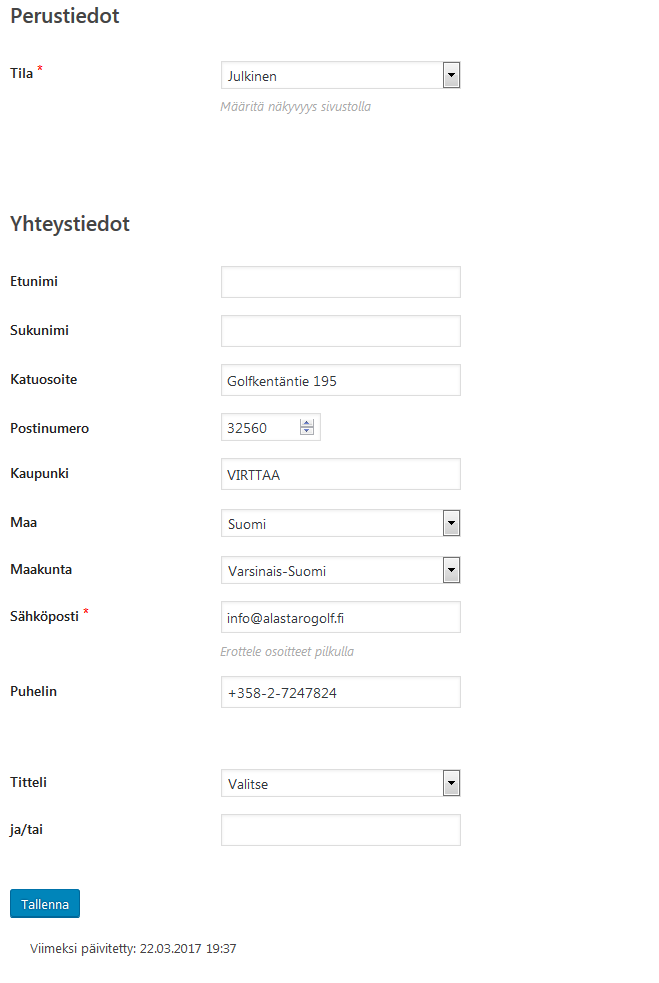 Perustiedot
Tila *
Julkinen
Määritä näkyvyys sivustolla
Yhteystiedot
Etunimi
Sukunimi
Katuosoite
Golfkentäntie 195
Postinumero
32560
Kaupunki
VIRTTAA
Maa
Suomi
Maakunta
Varsinais-Suomi
Sähköposti *
info@alastarogolf.fi
Erottele osoitteet pilkulla
Puhelin
+358-2-7247824
Titteli
Valitse
ja/tai
Tallenna
Viimeksi päivitetty: 22.03.2017 19:37